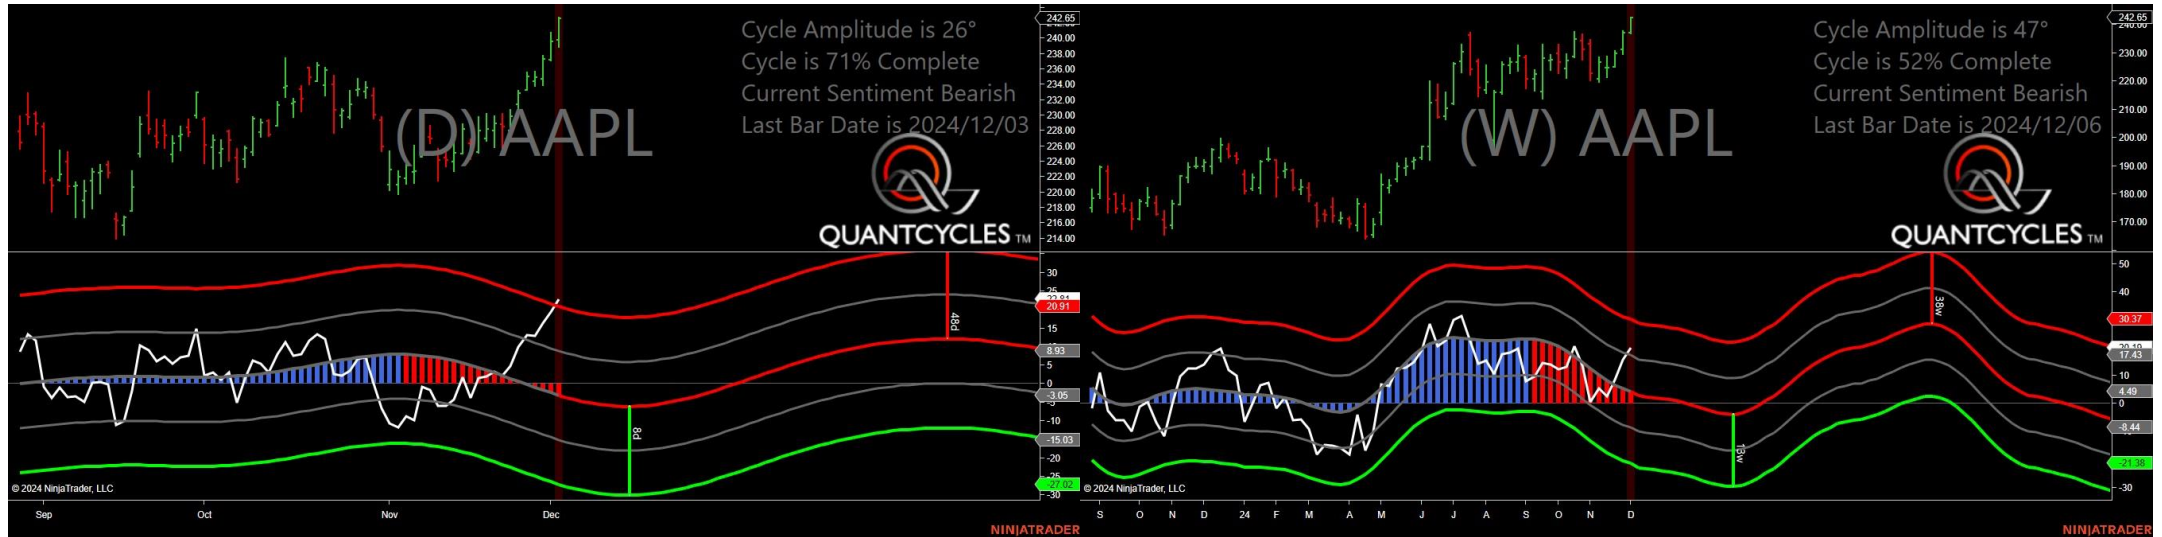 Cycle Amplitude is 26°
Cycle is 71% Complete
Current Sentiment Bearish
Last Bar Date is 2024/12/03
(D) AAPL
QUANTCYCLES TM
242.65
240.00
238.00
236.00
234.00
232.00
230.00
228.00
226.00
224.00
222.00
220.00
218.00
216.00
214.00
30
25
20.91
15
8.93
5
0
-3.05
-5
-10
-15.03
-20
-27.02
-30
48d
8d
© 2024 NinjaTrader, LLC
Sep Oct Nov Dec
NINJATRADER
Cycle Amplitude is 47°
Cycle is 52% Complete
Current Sentiment Bearish
Last Bar Date is 2024/12/06
(W) AAPL
QUANTCYCLES TM
242.65
230.00
220.00
210.00
200.00
190.00
180.00
170.00
50
40
30.37
17.43
10
4.49
0
-8.44
-21.38
-30
38w
13w
© 2024 NinjaTrader, LLC
S O N D 24 F M A M J J A S O N D
NINJATRADER